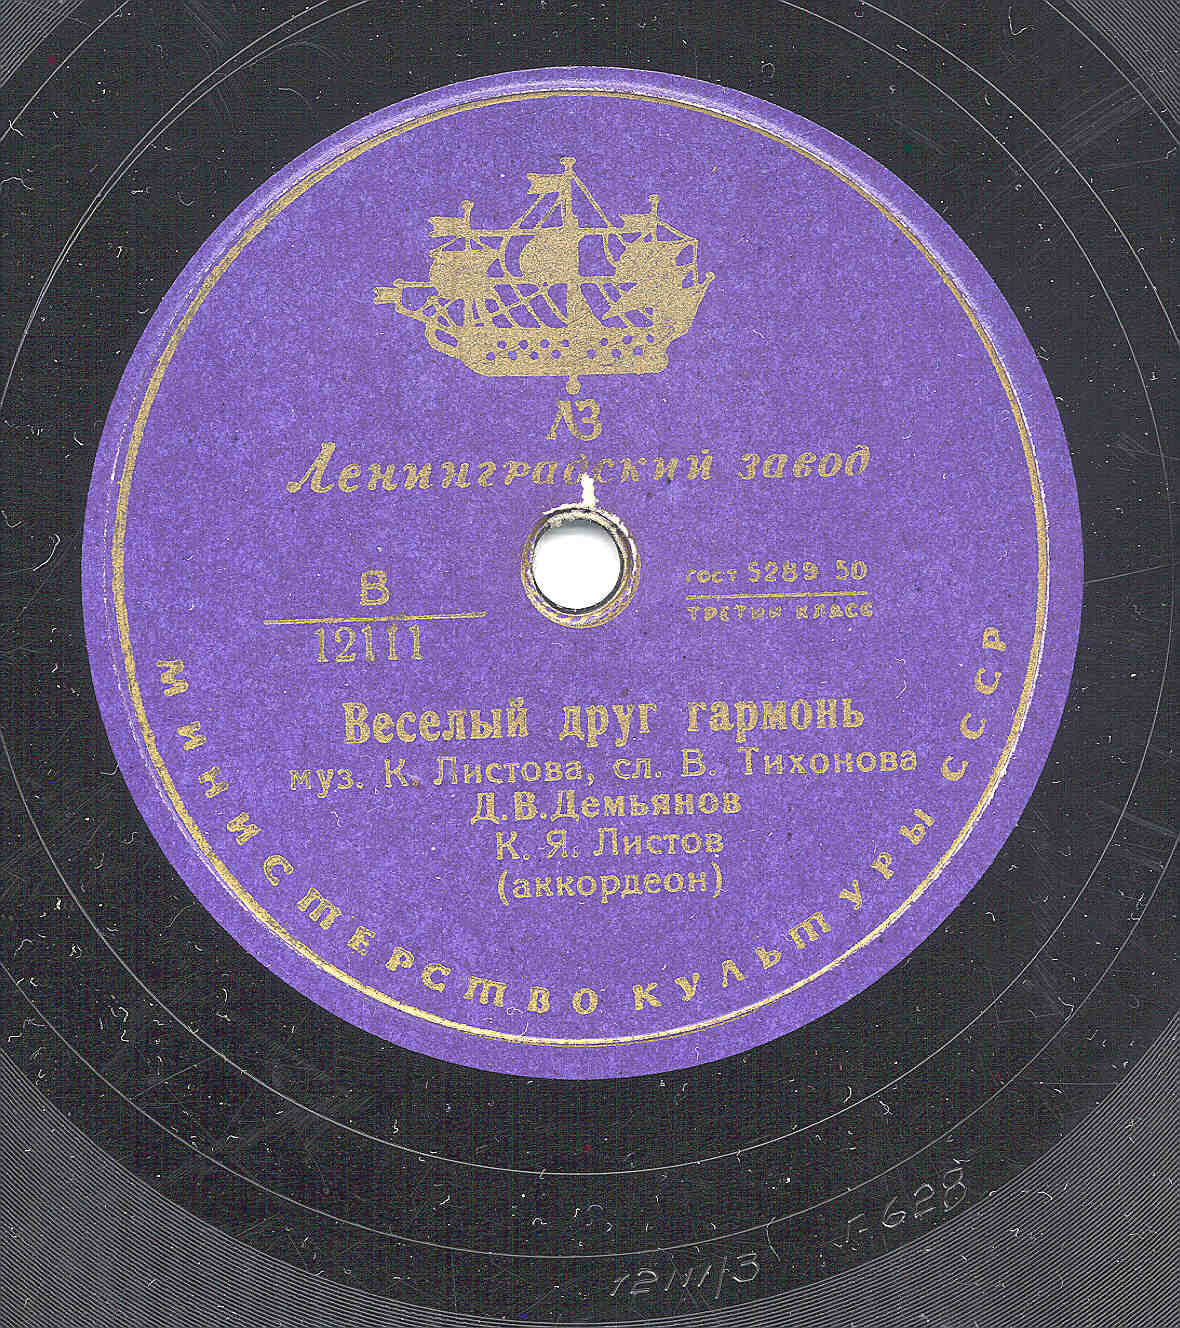 ЛЗ
Ленинградский завод
В
12111
ГОСТ 5289 50
ТРЕТИЙ КЛАСС
Веселый друг гармонь
муз. К. Листова, сл. В. Тихонова
Д.В.Демьянов
К. Я. Листов
(аккордеон)
МИНИСТЕРСТВО КУЛЬТУРЫ СССР
12111/3